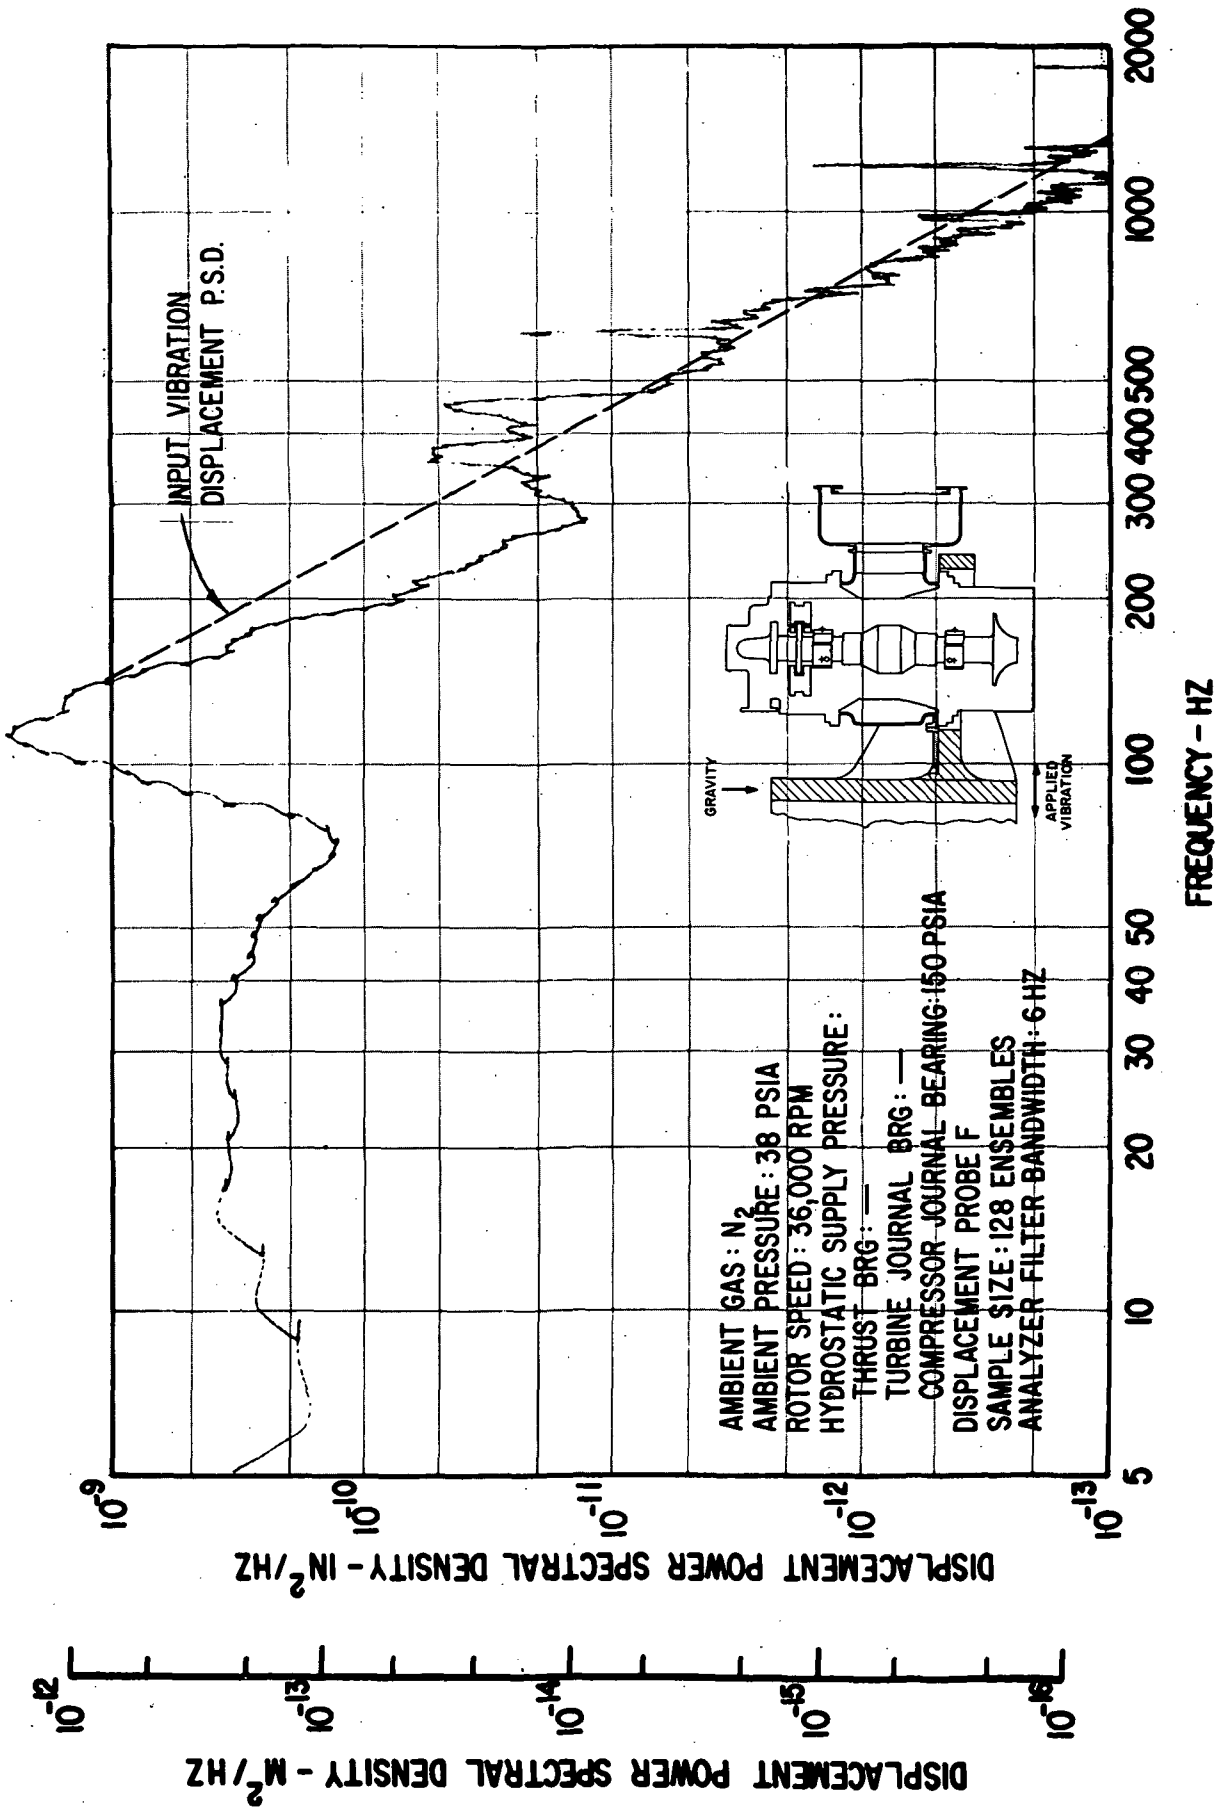 DISPLACEMENT POWER SPECTRAL DENSITY - M²/HZ
10⁻¹²
10⁻¹³
10⁻¹⁴
10⁻¹⁵
10⁻¹⁶
DISPLACEMENT POWER SPECTRAL DENSITY - IN²/HZ
10⁻⁹
10⁻¹⁰
10⁻¹¹
10⁻¹²
10⁻¹³
INPUT VIBRATION
DISPLACEMENT P.S.D.
AMBIENT GAS: N₂
AMBIENT PRESSURE: 38 PSIA
ROTOR SPEED: 36,000 RPM
HYDROSTATIC SUPPLY PRESSURE:
THRUST BRG: —
TURBINE JOURNAL BRG: —
COMPRESSOR JOURNAL BEARING: 150 PSIA
DISPLACEMENT PROBE F
SAMPLE SIZE: 128 ENSEMBLES
ANALYZER FILTER BANDWIDTH: 6 HZ
GRAVITY
APPLIED
VIBRATION
5 10 20 30 40 50 100 200 300 400 500 1000 2000
FREQUENCY - HZ